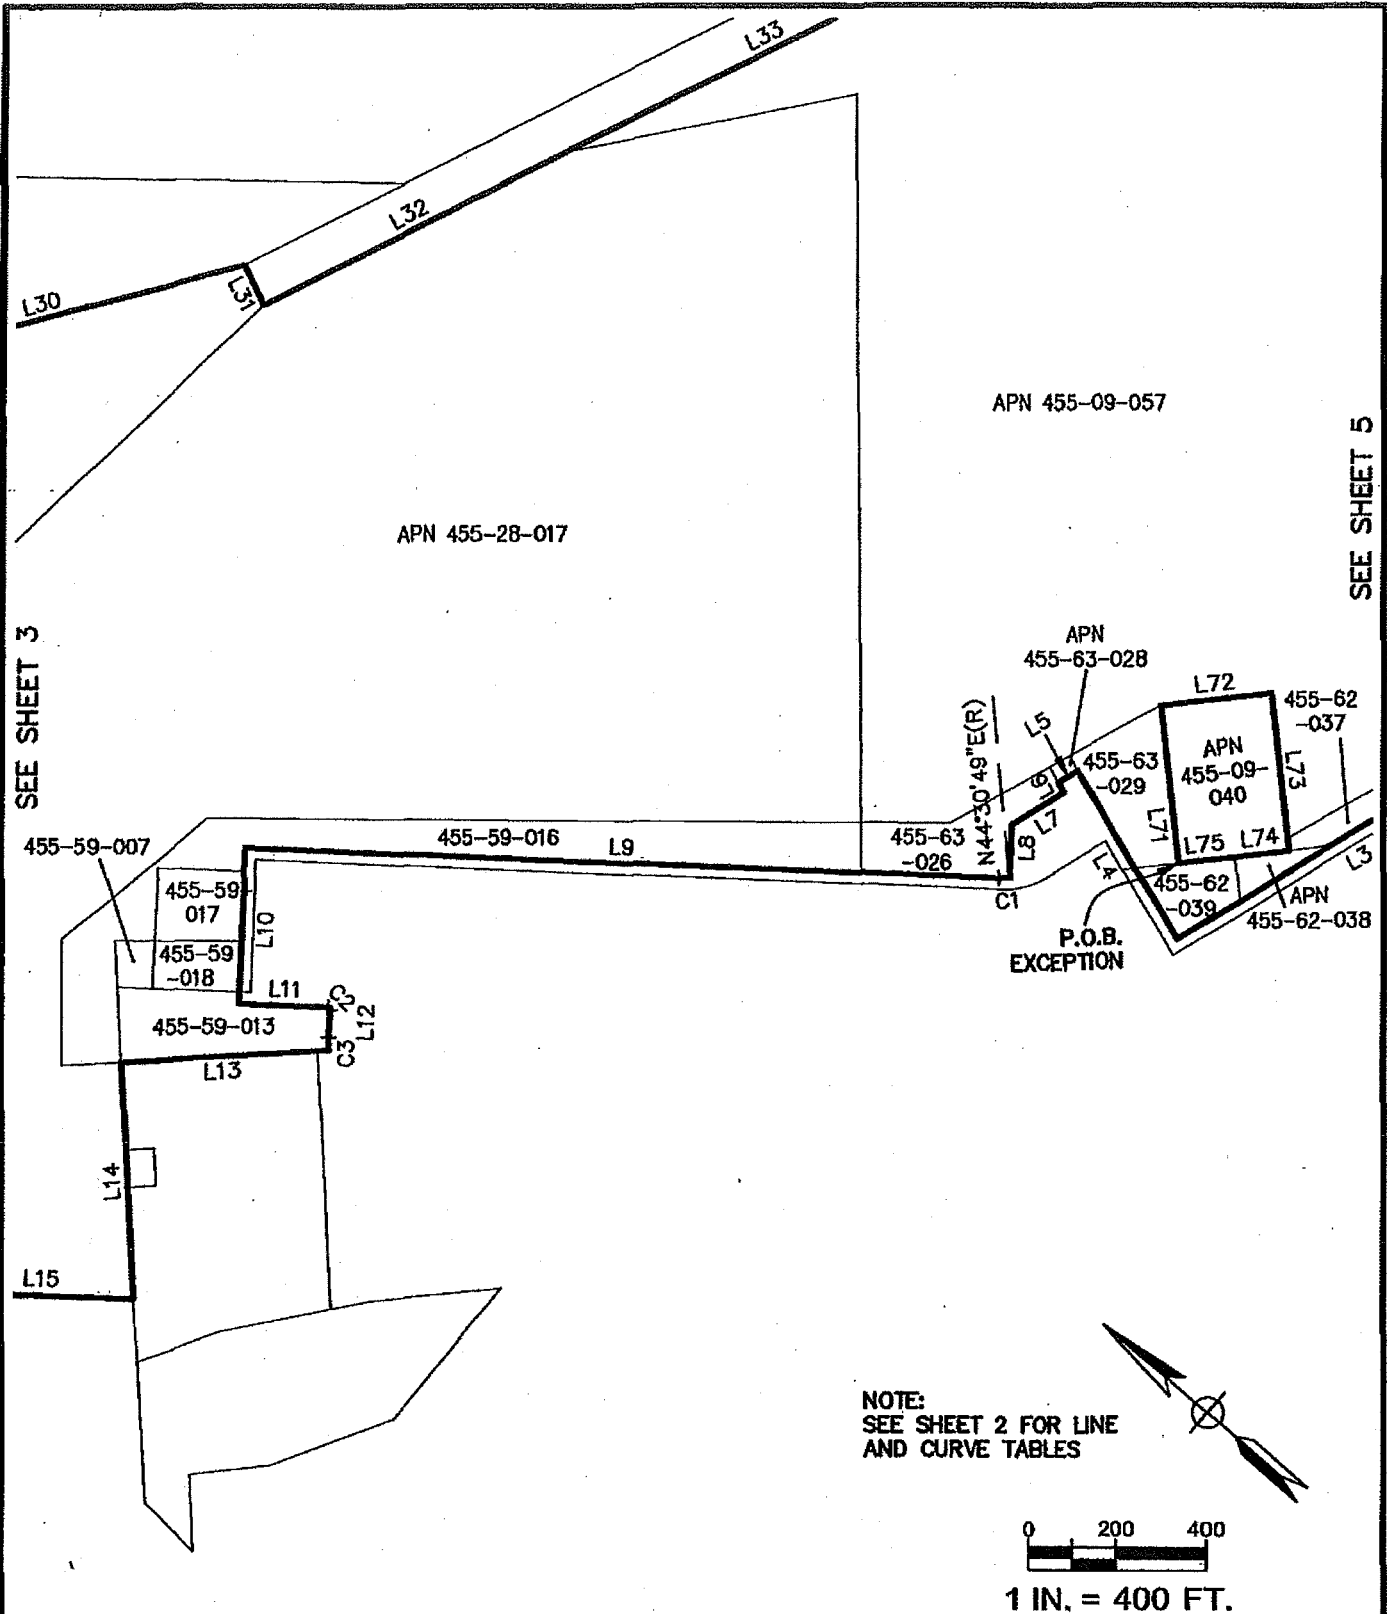 L33
L32
L31
L30
APN 455-09-057
SEE SHEET 5
APN 455-28-017
SEE SHEET 3
APN
455-63-028
L72
455-62
-037
L5
N44°30'49"E(R)
APN
455-09-
040
L73
455-63
-029
L6
L71
L7
L8
455-59-016
L9
455-63
-026
455-59-007
L75
L74
L3
L4
C1
455-59
017
L10
455-62
-039
APN
455-62-038
P.O.B.
EXCEPTION
455-59
-018
L11
C2
L12
455-59-013
C3
L13
L14
L15
NOTE:
SEE SHEET 2 FOR LINE
AND CURVE TABLES
0 200 400
1 IN. = 400 FT.